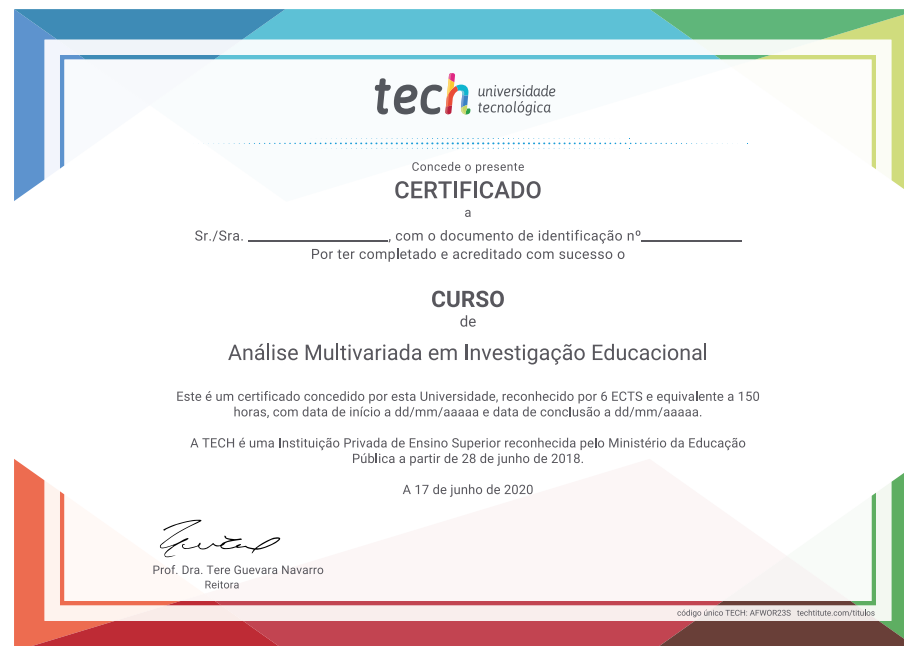 tech universidade
tecnológica
Concede o presente
CERTIFICADO
a
Sr./Sra. ________________, com o documento de identificação nº____________
Por ter completado e acreditado com sucesso o
CURSO
de
Análise Multivariada em Investigação Educacional
Este é um certificado concedido por esta Universidade, reconhecido por 6 ECTS e equivalente a 150
horas, com data de início a dd/mm/aaaaa e data de conclusão a dd/mm/aaaaa.
A TECH é uma Instituição Privada de Ensino Superior reconhecida pelo Ministério da Educação
Pública a partir de 28 de junho de 2018.
A 17 de junho de 2020
Prof. Dra. Tere Guevara Navarro
Reitora
código único TECH: AFWOR23S techtitute.com/titulos